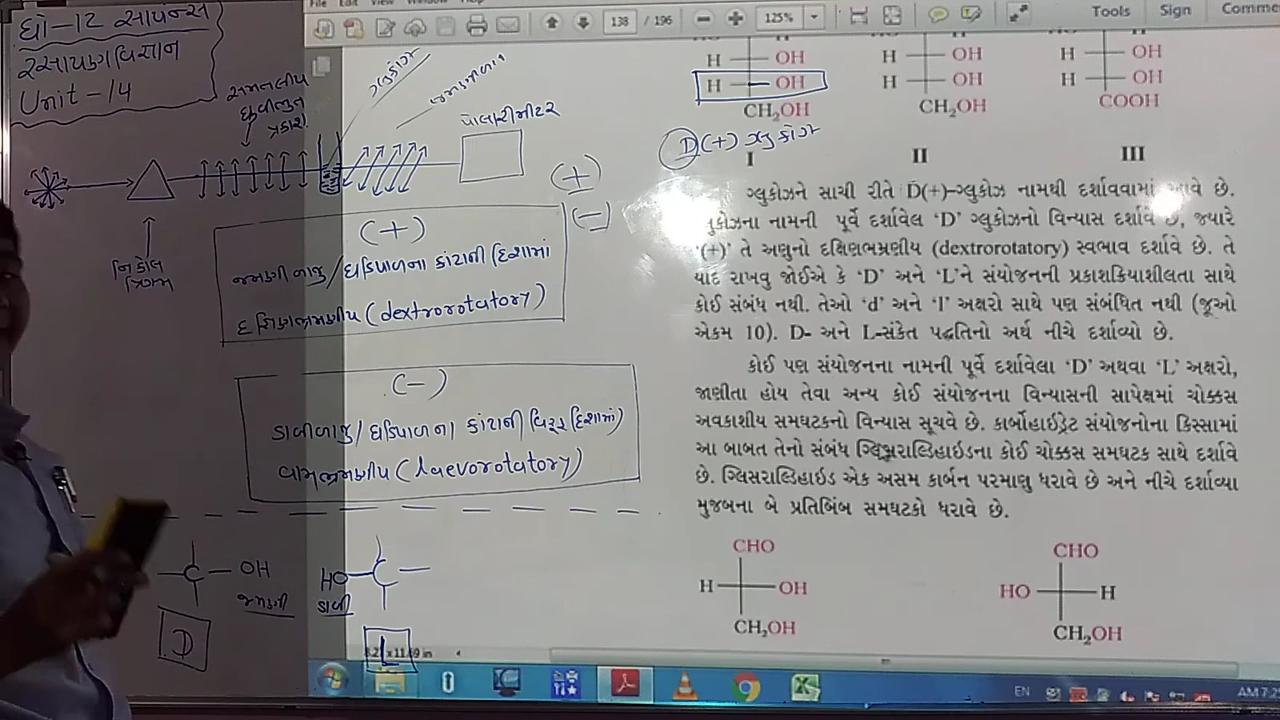 ધો-12 સાયન્સ
રસાયણ વિજ્ઞાન
Unit-14
સમતલીય
ધ્રુવીભુત
પ્રકાશ
ગ્લુકોઝ
પોલારીમીટર
નિકોલ
પ્રિઝમ
(+)
(-)
(+)
જમણી બાજુ/ઘડિયાળના કાંટાની દિશામાં
દક્ષિણભ્રમણીય (dextrorotatory)
(-)
ડાબીબાજુ/ઘડિયાળના કાંટાની વિરૂદ્ધ દિશામાં
વામભ્રમણીય (laevorotatory)
C OH
જમણી
D
HO C
ડાબી
L
File Edit View
138 / 196
125%
Tools Sign Comme
H OH H OH H OH
H OH H OH H OH
CH₂OH CH₂OH COOH
D(+) ગ્લુકોઝ
I II III
ગ્લુકોઝને સાચી રીતે D(+)-ગ્લુકોઝ નામથી દર્શાવવામાં આવે છે.
લુકોઝના નામની પૂર્વે દર્શાવેલ ‘D’ ગ્લુકોઝનો વિન્યાસ દર્શાવે છે, જ્યારે
‘(+)’ તે અણુનો દક્ષિણભ્રમણીય (dextrorotatory) સ્વભાવ દર્શાવે છે. તે
યાદ રાખવુ જોઈએ કે ‘D’ અને ‘L’ને સંયોજનની પ્રકાશક્રિયાશીલતા સાથે
કોઈ સંબંધ નથી. તેઓ ‘d’ અને ‘l’ અક્ષરો સાથે પણ સંબંધિત નથી (જૂઓ
એકમ 10). D- અને L-સંકેત પદ્ધતિનો અર્થ નીચે દર્શાવ્યો છે.
કોઈ પણ સંયોજનના નામની પૂર્વે દર્શાવેલા ‘D’ અથવા ‘L’ અક્ષરો,
જાણીતા હોય તેવા અન્ય કોઈ સંયોજનના વિન્યાસની સાપેક્ષમાં ચોક્કસ
અવકાશીય સમઘટકનો વિન્યાસ સૂચવે છે. કાર્બોહાઈડ્રેટ સંયોજનોના કિસ્સામાં
આ બાબત તેનો સંબંધ ગ્લિસરાલ્ડિહાઇડના કોઈ ચોક્કસ સમઘટક સાથે દર્શાવે
છે. ગ્લિસરાલ્ડિહાઇડ એક અસમ કાર્બન પરમાણુ ધરાવે છે અને નીચે દર્શાવ્યા
મુજબના બે પ્રતિબિંબ સમઘટકો ધરાવે છે.
CHO CHO
H OH HO H
CH₂OH CH₂OH
EN